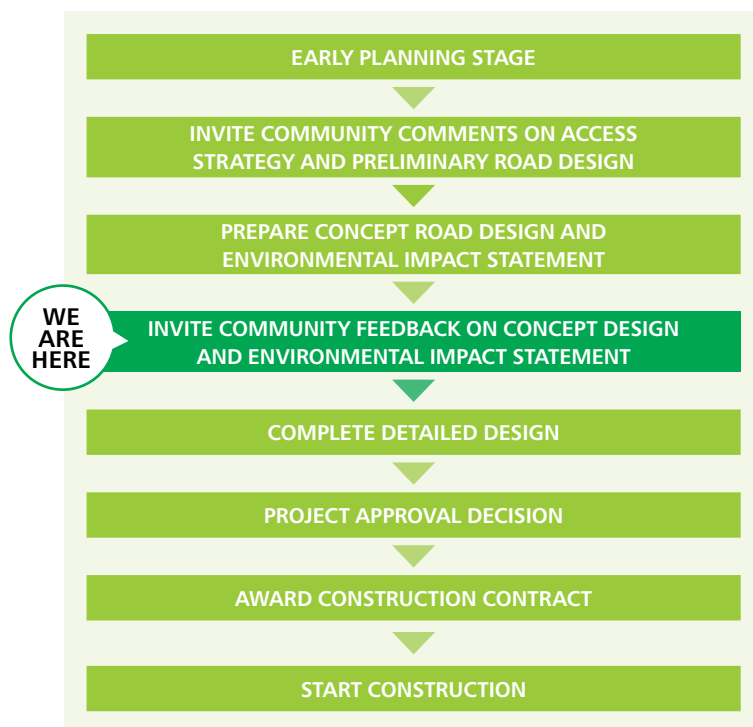 EARLY PLANNING STAGE
INVITE COMMUNITY COMMENTS ON ACCESS
STRATEGY AND PRELIMINARY ROAD DESIGN
PREPARE CONCEPT ROAD DESIGN AND
ENVIRONMENTAL IMPACT STATEMENT
WE
ARE
HERE
INVITE COMMUNITY FEEDBACK ON CONCEPT DESIGN
AND ENVIRONMENTAL IMPACT STATEMENT
COMPLETE DETAILED DESIGN
PROJECT APPROVAL DECISION
AWARD CONSTRUCTION CONTRACT
START CONSTRUCTION